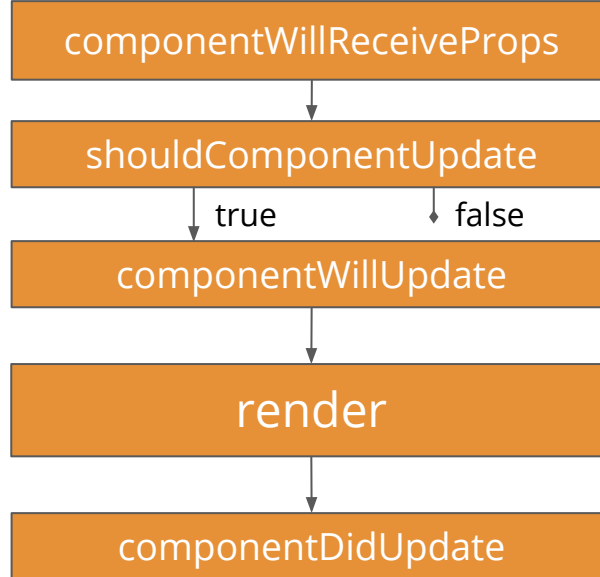 componentWillReceiveProps
shouldComponentUpdate
true false
componentWillUpdate
render
componentDidUpdate